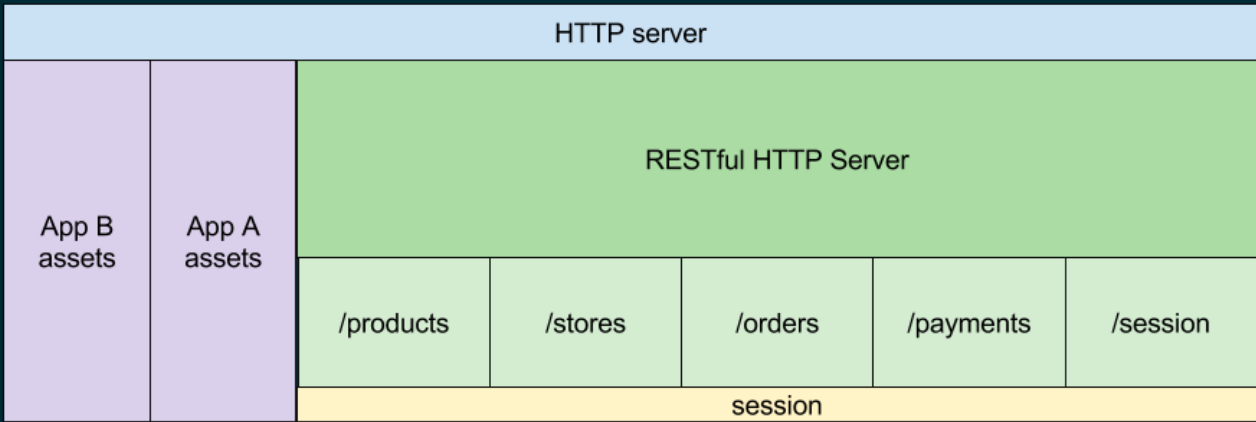 HTTP server
RESTful HTTP Server
App B
assets
App A
assets
/products
/stores
/orders
/payments
/session
session